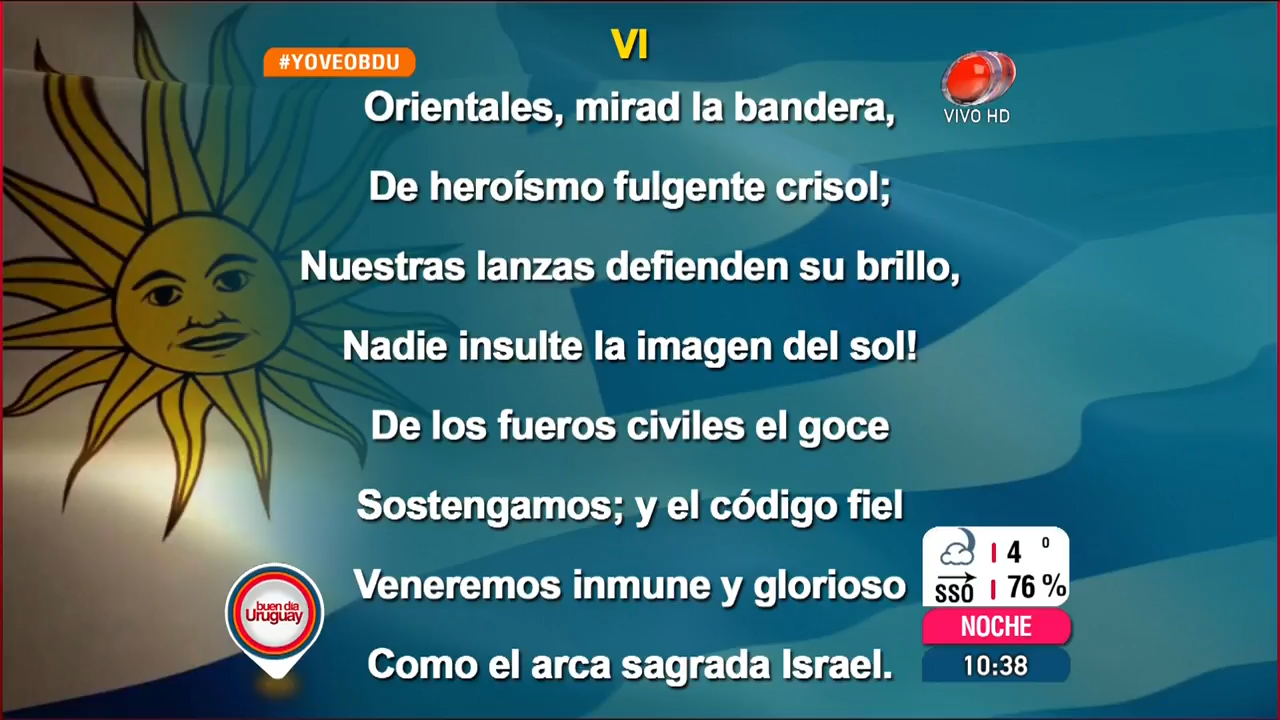 VI
#YOVEOBDU
Orientales, mirad la bandera,
VIVO HD
De heroísmo fulgente crisol;
Nuestras lanzas defienden su brillo,
Nadie insulte la imagen del sol!
De los fueros civiles el goce
Sostengamos; y el código fiel
Veneremos inmune y glorioso
Como el arca sagrada Israel.
buen día
Uruguay
4 º
SSO 76 %
NOCHE
10:38